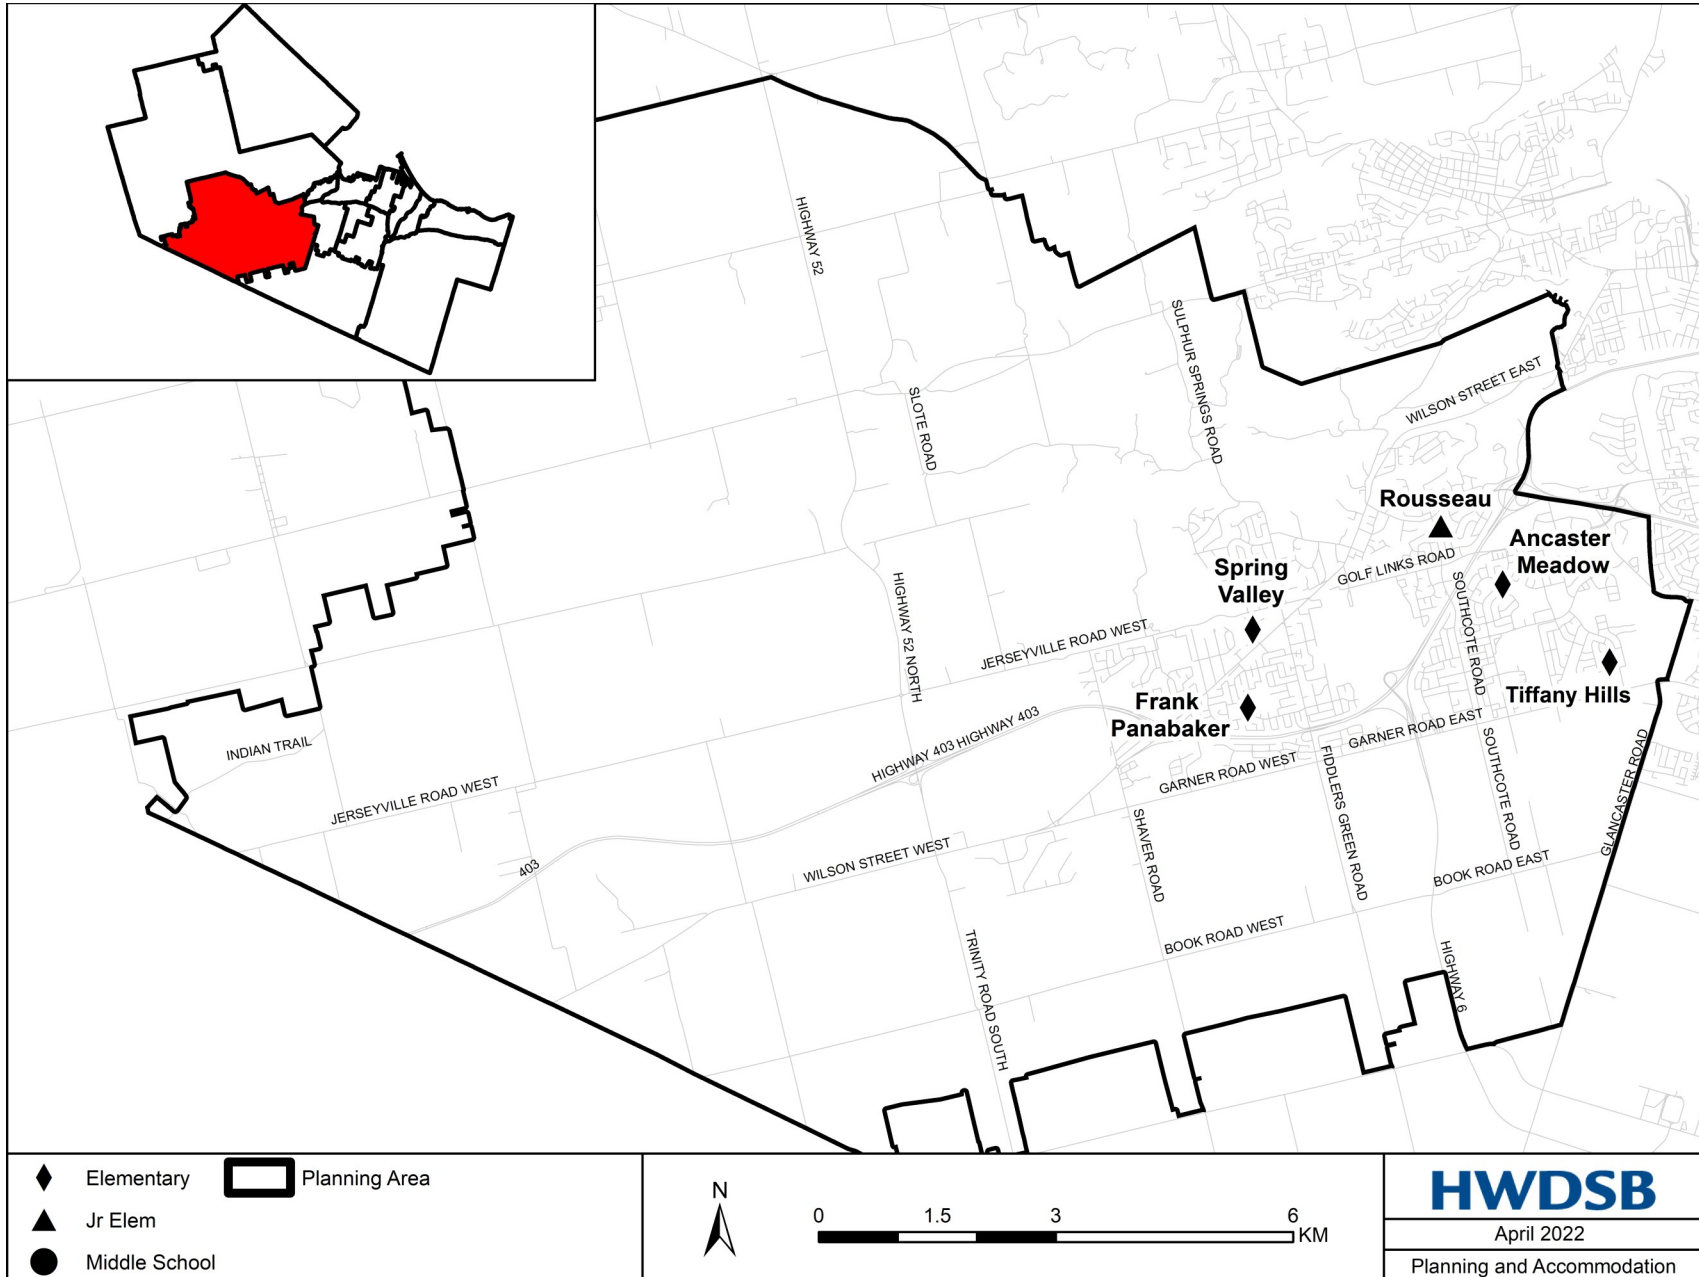 HIGHWAY 52
SULPHUR SPRINGS ROAD
WILSON STREET EAST
SLOTE ROAD
Rousseau
Ancaster
Meadow
GOLF LINKS ROAD
Spring
Valley
HIGHWAY 52 NORTH
SOUTHCOTE ROAD
JERSEYVILLE ROAD WEST
Tiffany Hills
Frank
Panabaker
HIGHWAY 403 HIGHWAY 403
GARNER ROAD EAST
INDIAN TRAIL
SOUTHCOTE ROAD
GLANCASTER ROAD
FIDDLERS GREEN ROAD
GARNER ROAD WEST
JERSEYVILLE ROAD WEST
SHAVER ROAD
WILSON STREET WEST
403
BOOK ROAD EAST
BOOK ROAD WEST
TRINITY ROAD SOUTH
HIGHWAY 6
Elementary
Planning Area
Jr Elem
Middle School
N
0 1.5 3 6
KM
HWDSB
April 2022
Planning and Accommodation